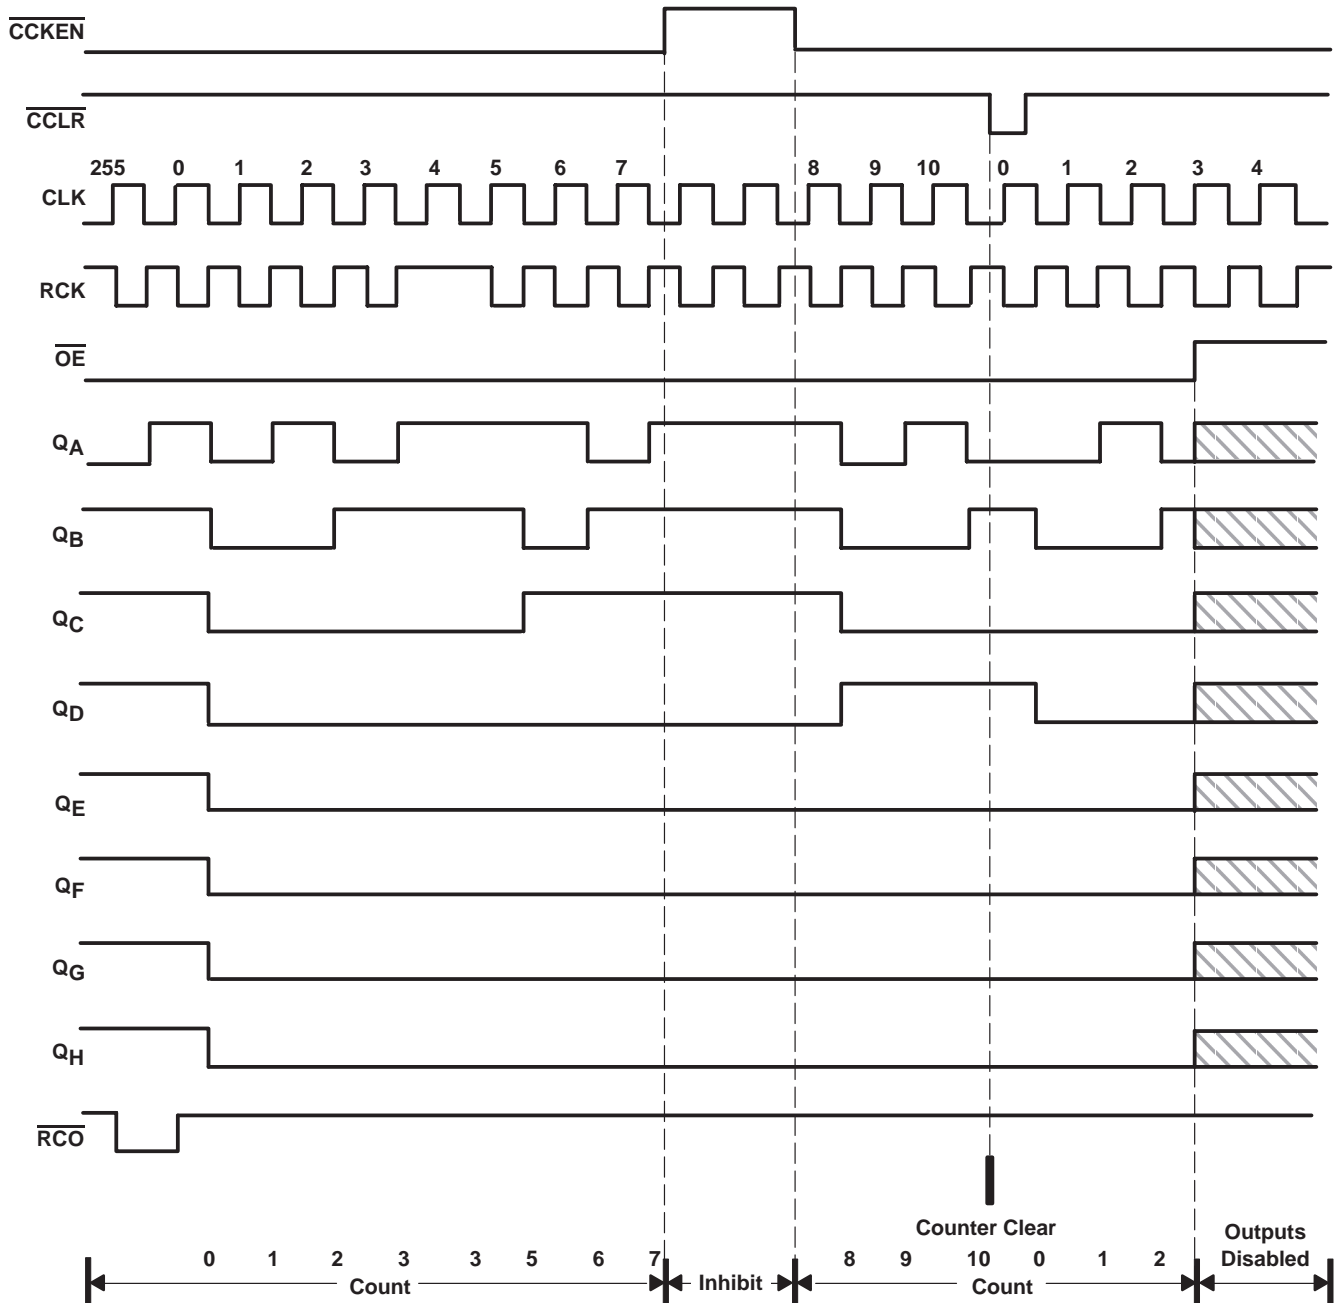 CCKEN
CCLR
255 0 1 2 3 4 5 6 7 8 9 10 0 1 2 3 4
CLK
RCK
OE
QA
QB
QC
QD
QE
QF
QG
QH
RCO
Counter Clear
Outputs
Disabled
0 1 2 3 3 5 6 7 8 9 10 0 1 2
Count Inhibit Count